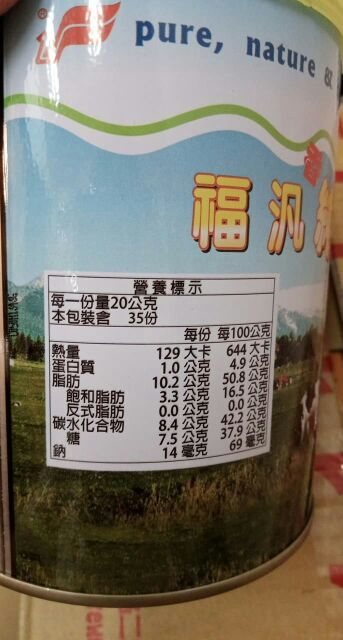 pure, nature &
福汎
營養標示
每一份量20公克
本包裝含 35份
每份 每100公克
熱量 129 大卡 644 大卡
蛋白質 1.0 公克 4.9 公克
脂肪 10.2 公克 50.8 公克
飽和脂肪 3.3 公克 16.5 公克
反式脂肪 0.0 公克 0.0 公克
碳水化合物 8.4 公克 42.2 公克
糖 7.5 公克 37.9 公克
鈉 14 毫克 69 毫克